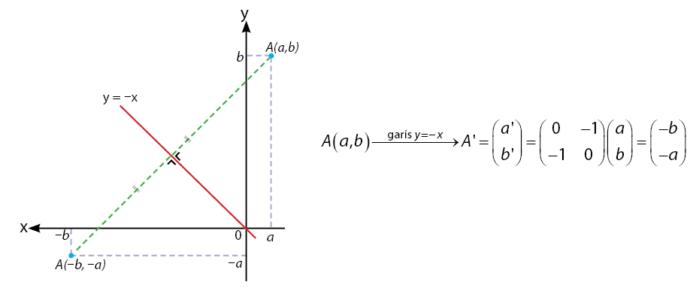 y
b
A(a,b)
y = −x
x
−b
0
a
−a
A(−b, −a)
A(a,b) garis y=−x → A' = (a' b') = (0 −1 −1 0)(a b) = (−b −a)